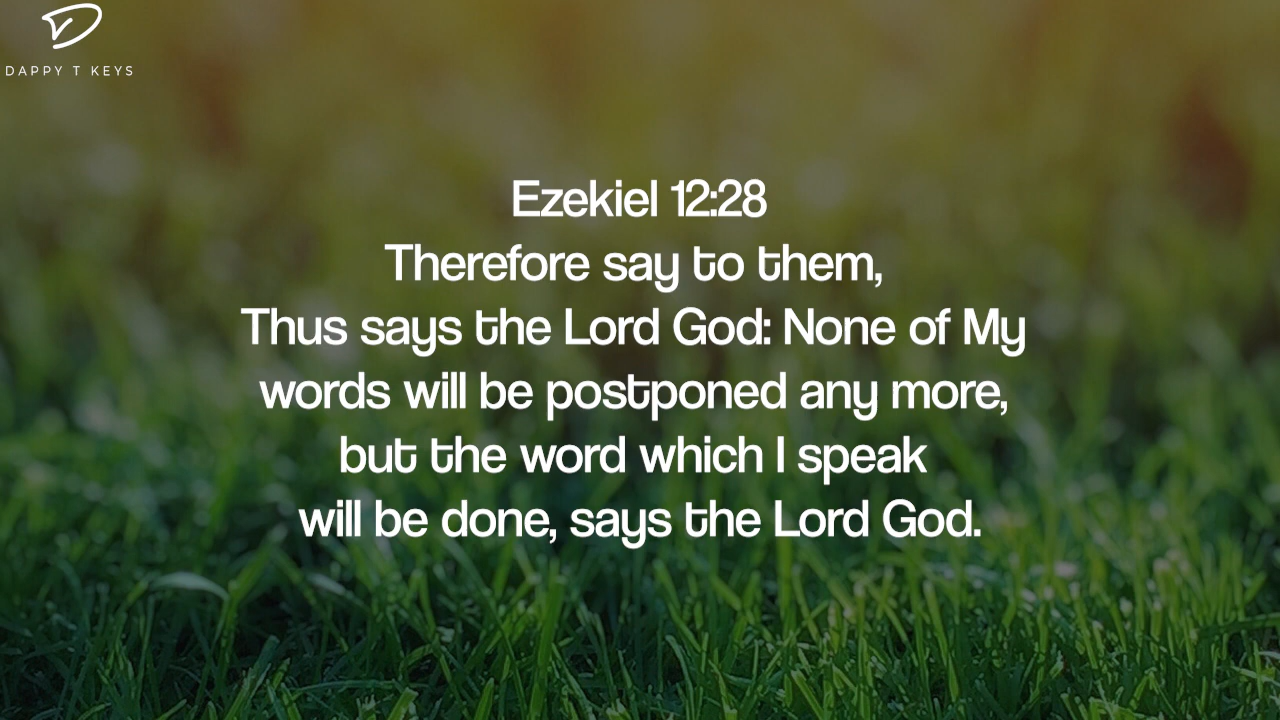 DAPPY T KEYS
Ezekiel 12:28
Therefore say to them,
Thus says the Lord God: None of My
words will be postponed any more,
but the word which I speak
will be done, says the Lord God.